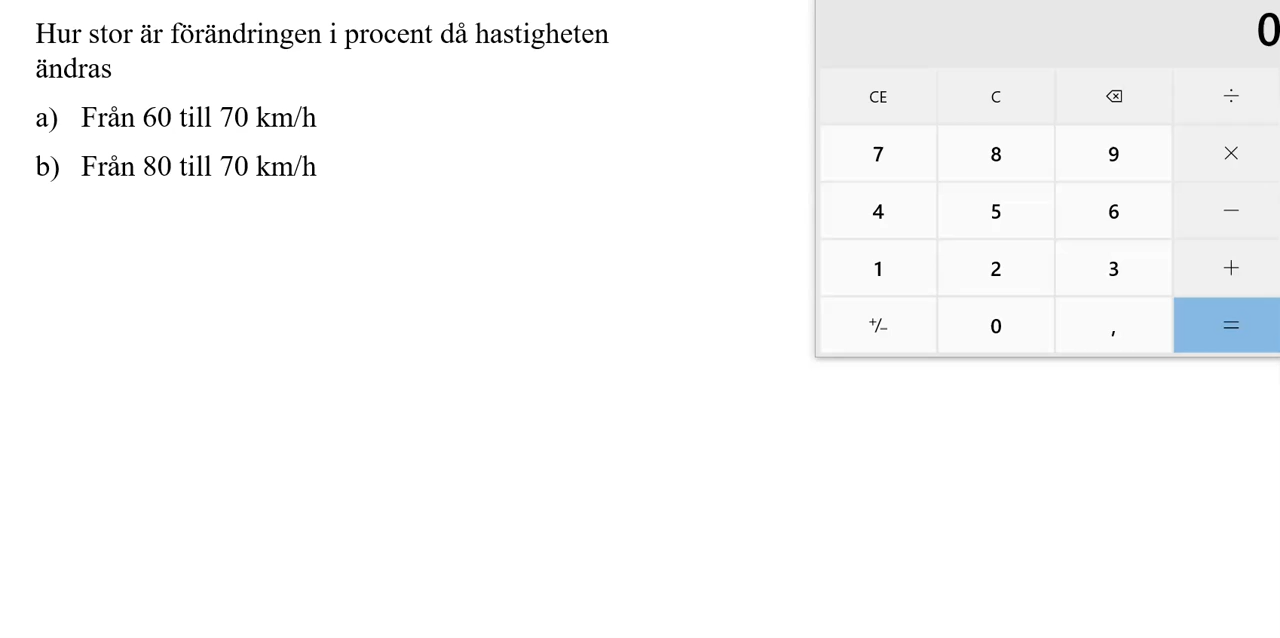 Hur stor är förändringen i procent då hastigheten
ändras
a) Från 60 till 70 km/h
b) Från 80 till 70 km/h
0
CE C ⌫ ÷
7 8 9 ×
4 5 6 −
1 2 3 +
+/− 0 , =